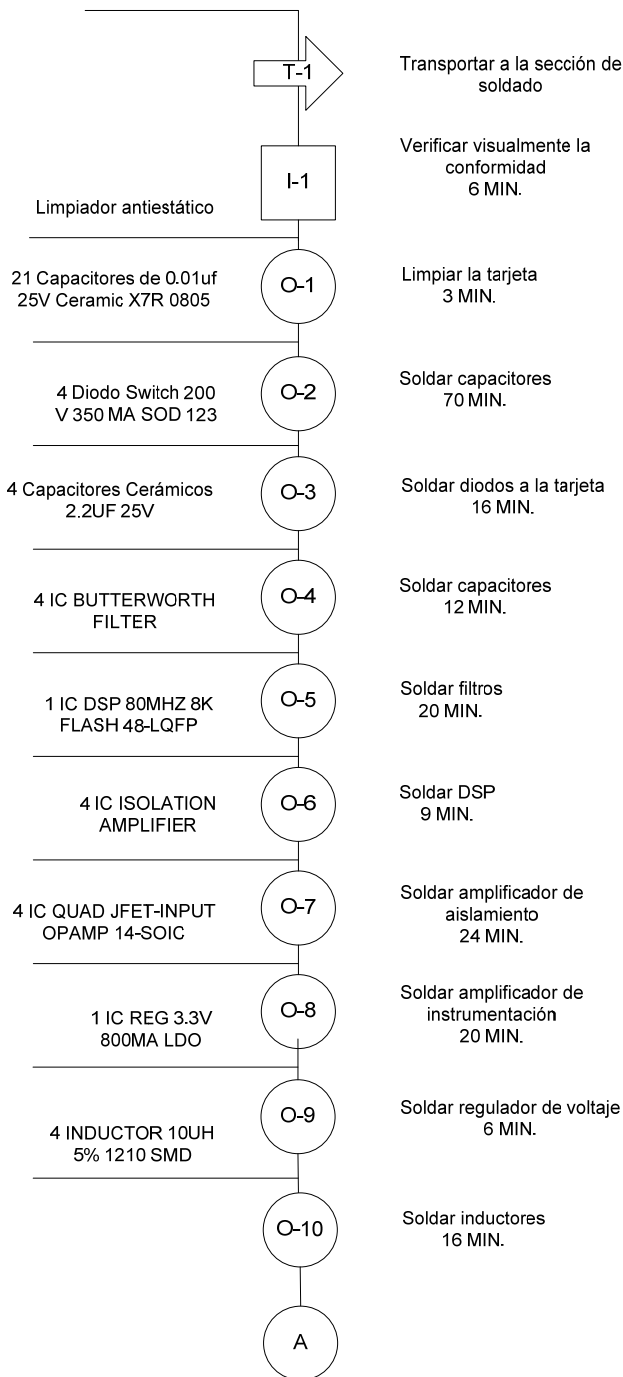 T-1
Transportar a la sección de
soldado
I-1
Verificar visualmente la
conformidad
6 MIN.
Limpiador antiestático
O-1
Limpiar la tarjeta
3 MIN.
21 Capacitores de 0.01uf
25V Ceramic X7R 0805
O-2
Soldar capacitores
70 MIN.
4 Diodo Switch 200
V 350 MA SOD 123
O-3
Soldar diodos a la tarjeta
16 MIN.
4 Capacitores Cerámicos
2.2UF 25V
O-4
Soldar capacitores
12 MIN.
4 IC BUTTERWORTH
FILTER
O-5
Soldar filtros
20 MIN.
1 IC DSP 80MHZ 8K
FLASH 48-LQFP
O-6
Soldar DSP
9 MIN.
4 IC ISOLATION
AMPLIFIER
O-7
Soldar amplificador de
aislamiento
24 MIN.
4 IC QUAD JFET-INPUT
OPAMP 14-SOIC
O-8
Soldar amplificador de
instrumentación
20 MIN.
1 IC REG 3.3V
800MA LDO
O-9
Soldar regulador de voltaje
6 MIN.
4 INDUCTOR 10UH
5% 1210 SMD
O-10
Soldar inductores
16 MIN.
A